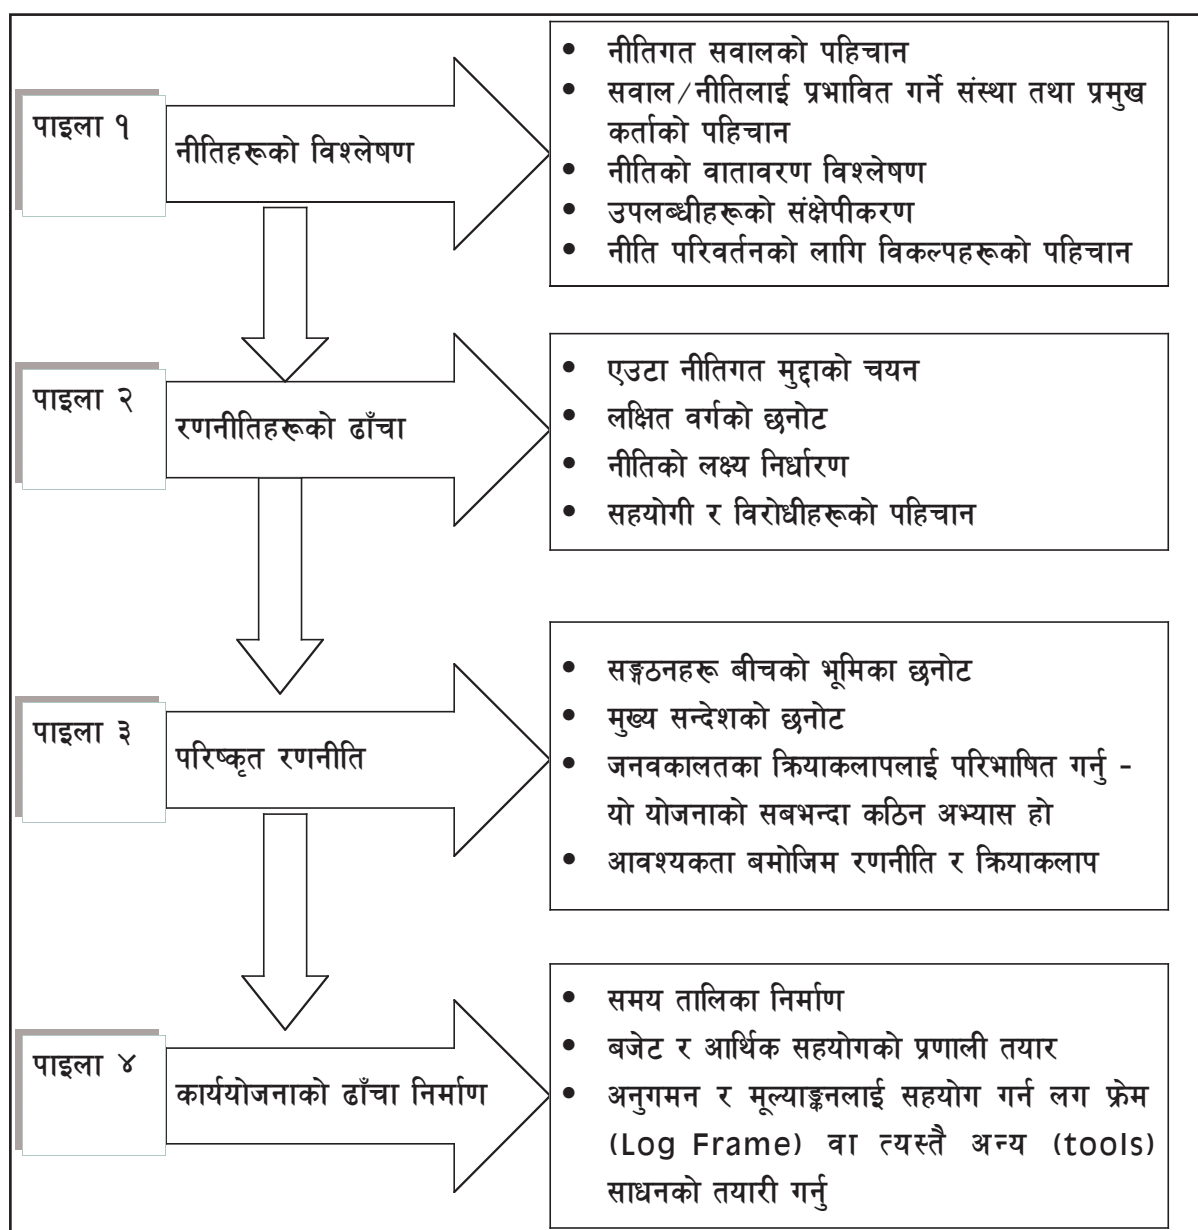 पाइला १
नीतिहरूको विश्लेषण
• नीतिगत सवालको पहिचान
• सवाल/नीतिलाई प्रभावित गर्ने संस्था तथा प्रमुख
कर्ताको पहिचान
• नीतिको वातावरण विश्लेषण
• उपलब्धीहरूको संक्षेपीकरण
• नीति परिवर्तनको लागि विकल्पहरूको पहिचान
पाइला २
रणनीतिहरूको ढाँचा
• एउटा नीतिगत मुद्दाको चयन
• लक्षित वर्गको छनोट
• नीतिको लक्ष्य निर्धारण
• सहयोगी र विरोधीहरूको पहिचान
पाइला ३
परिष्कृत रणनीति
• सङ्गठनहरू बीचको भूमिका छनोट
• मुख्य सन्देशको छनोट
• जनवकालतका क्रियाकलापलाई परिभाषित गर्नु -
यो योजनाको सबभन्दा कठिन अभ्यास हो
• आवश्यकता बमोजिम रणनीति र क्रियाकलाप
पाइला ४
कार्ययोजनाको ढाँचा निर्माण
• समय तालिका निर्माण
• बजेट र आर्थिक सहयोगको प्रणाली तयार
• अनुगमन र मूल्याङ्कनलाई सहयोग गर्न लग फ्रेम
(Log Frame) वा त्यस्तै अन्य (tools)
साधनको तयारी गर्नु